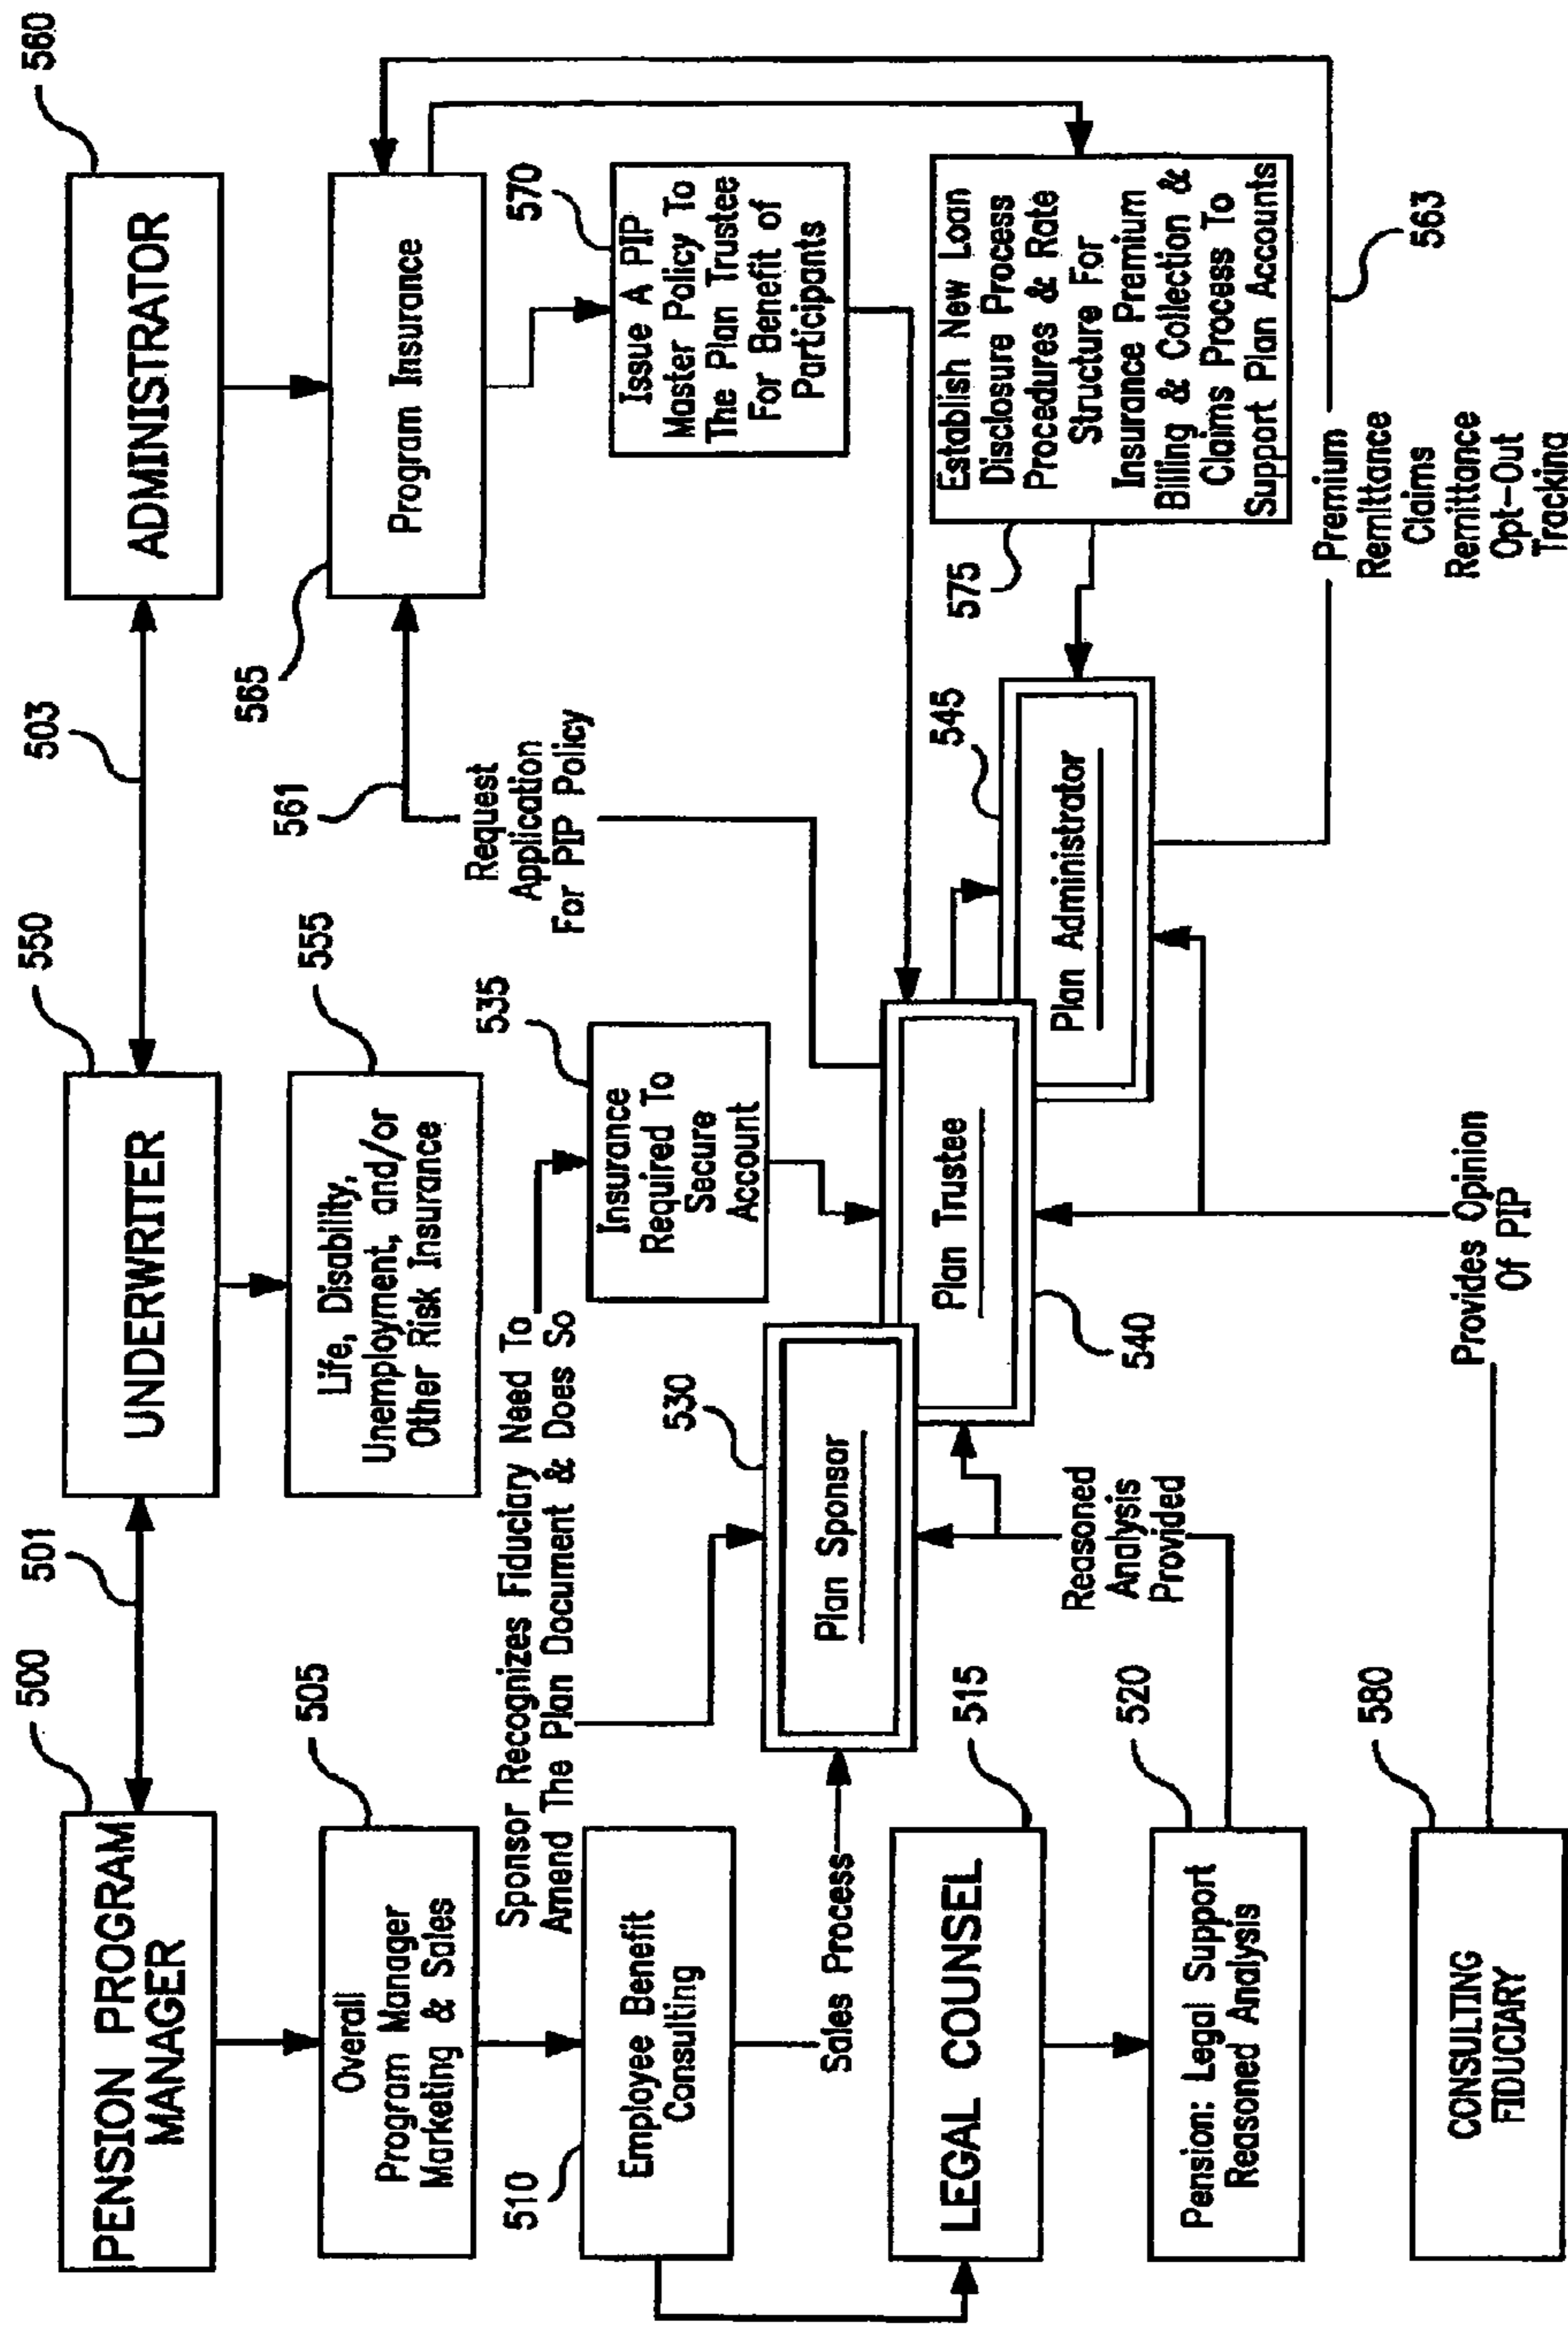 500
PENSION PROGRAM
MANAGER
501
550
UNDERWRITER
503
560
ADMINISTRATOR
505
Overall
Program Manager
Marketing & Sales
555
Life, Disability,
Unemployment, and/or
Other Risk Insurance
565
Program Insurance
561
Request
Application
For PIP Policy
Sponsor Recognizes Fiduciary Need To
Amend The Plan Document & Does So
510
Employee Benefit
Consulting
535
Insurance
Required To
Secure
Account
570
Issue A PIP
Master Policy To
The Plan Trustee
For Benefit of
Participants
Sales Process
530
Plan Sponsor
515
LEGAL COUNSEL
Plan Trustee
540
545
Plan Administrator
575
Establish New Loan
Disclosure Process
Procedures & Rate
Structure For
Insurance Premium
Billing & Collection &
Claims Process To
Support Plan Accounts
Reasoned
Analysis
Provided
520
Pension: Legal Support
Reasoned Analysis
Premium
Remittance
Claims
Remittance
Opt-Out
Tracking
563
580
CONSULTING
FIDUCIARY
Provides Opinion
Of PIP